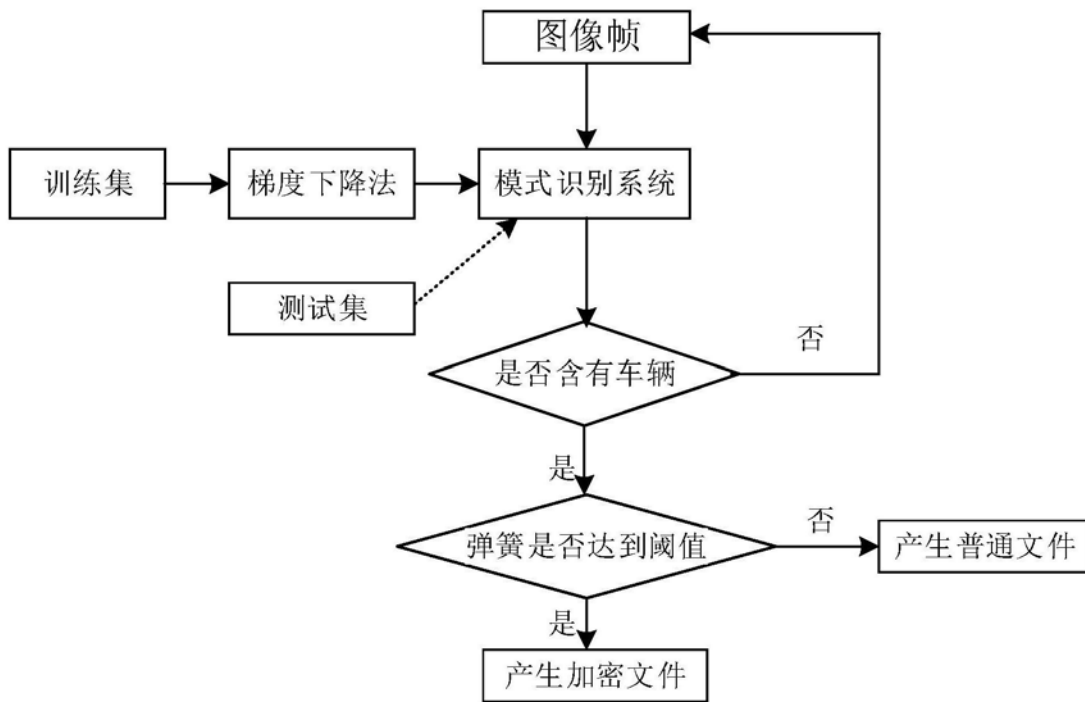 图像帧
训练集
梯度下降法
模式识别系统
测试集
是否含有车辆
否
是
弹簧是否达到阈值
否
产生普通文件
是
产生加密文件